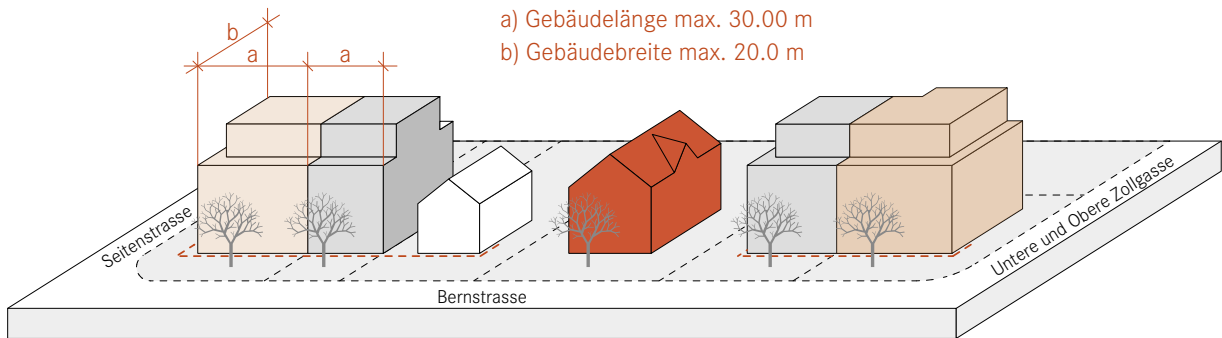 a) Gebäudelänge max. 30.00 m
b) Gebäudebreite max. 20.0 m
b
a
a
Seitenstrasse
Bernstrasse
Untere und Obere Zollgasse